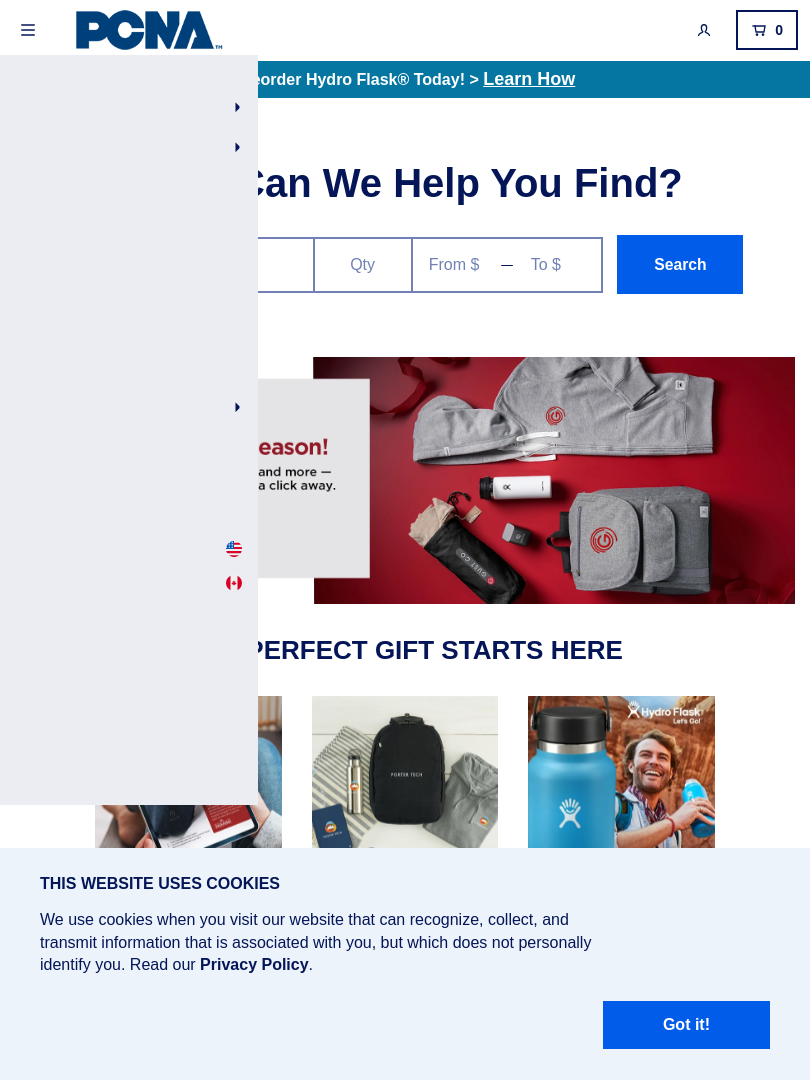 PCNA™
0
eorder Hydro Flask® Today! > Learn How
Can We Help You Find?
Qty
From $ — To $
Search
eason!
and more —
a click away.
GUST CO
PERFECT GIFT STARTS HERE
PORTER TECH
Hydro Flask
Let's Go!
THIS WEBSITE USES COOKIES
We use cookies when you visit our website that can recognize, collect, and
transmit information that is associated with you, but which does not personally
identify you. Read our Privacy Policy.
Got it!